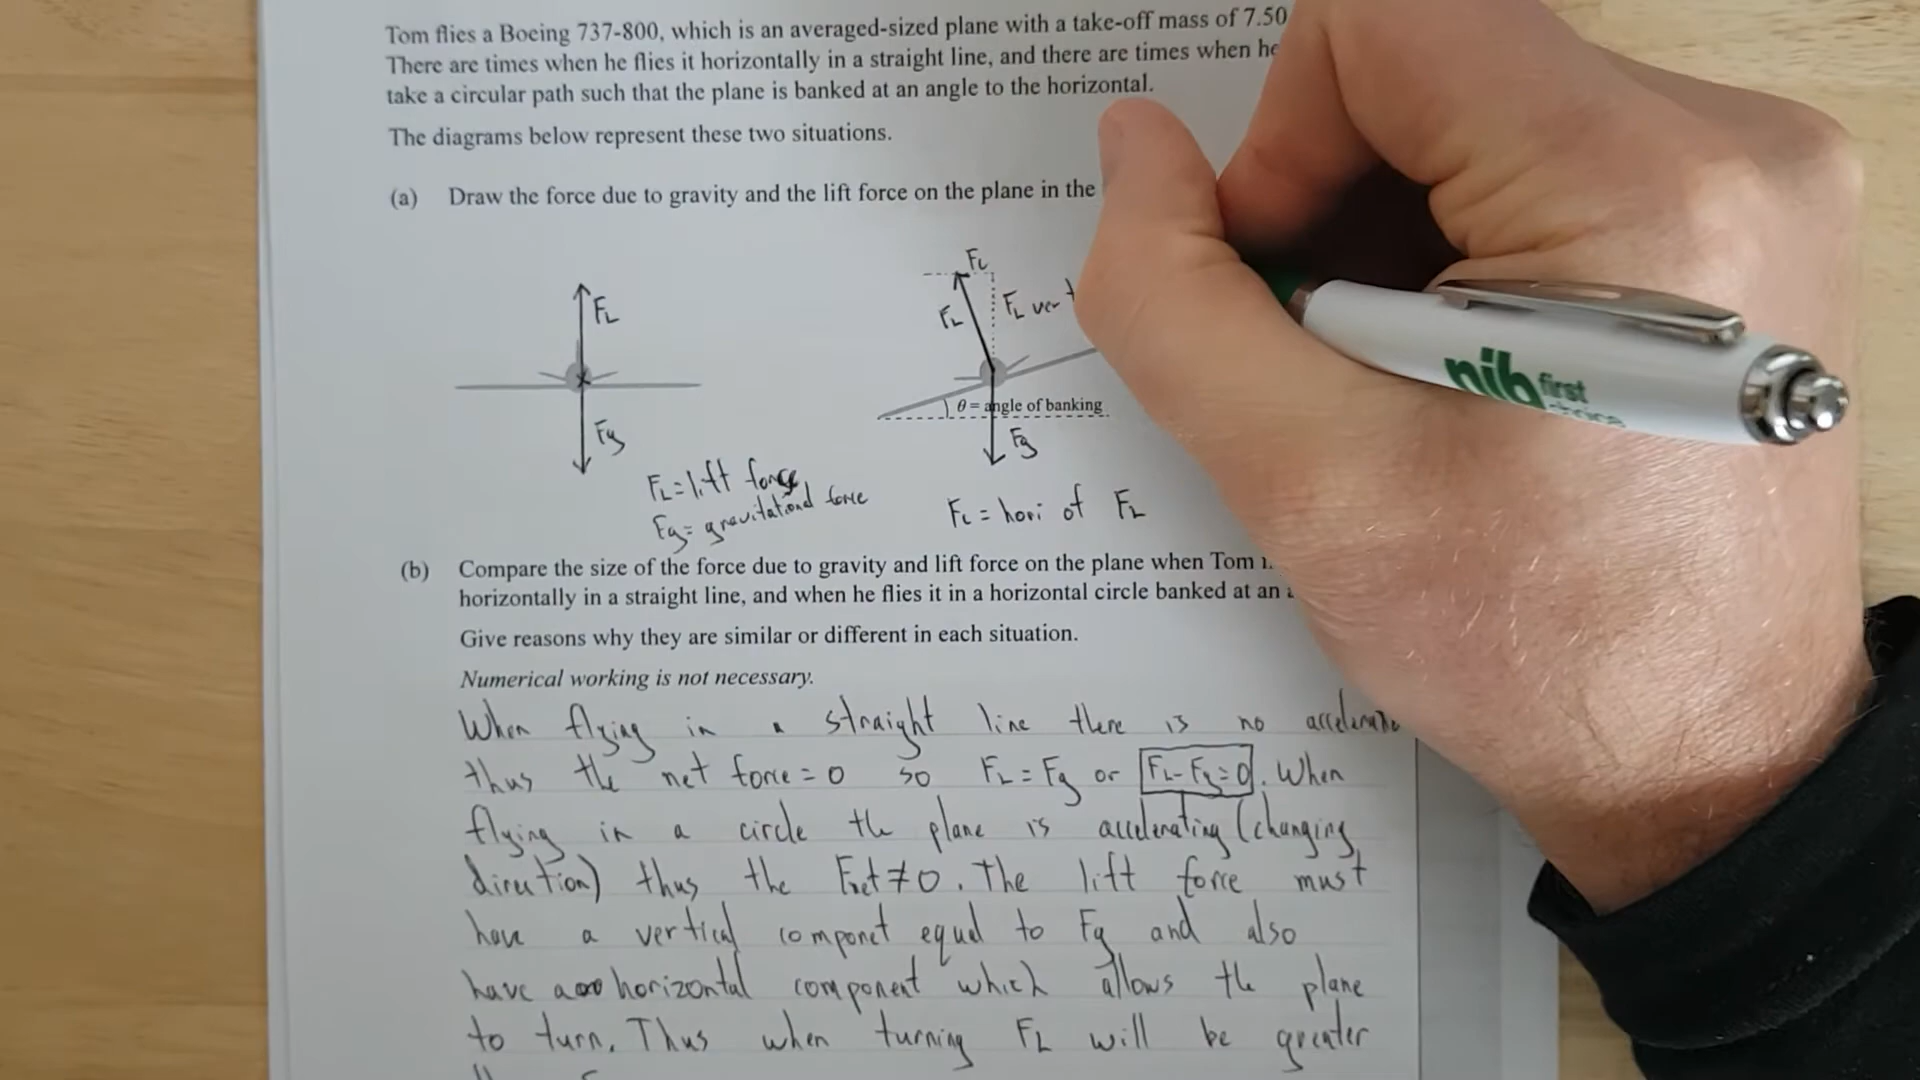 Tom flies a Boeing 737-800, which is an averaged-sized plane with a take-off mass of 7.50
There are times when he flies it horizontally in a straight line, and there are times when he
take a circular path such that the plane is banked at an angle to the horizontal.
The diagrams below represent these two situations.
(a) Draw the force due to gravity and the lift force on the plane in the
Fc
FL
FL
FL vert
θ = angle of banking
Fg
Fg
FL = lift force
Fg = gravitational force
Fc = hori of FL
nib first
(b) Compare the size of the force due to gravity and lift force on the plane when Tom
horizontally in a straight line, and when he flies it in a horizontal circle banked at an
Give reasons why they are similar or different in each situation.
Numerical working is not necessary.
When flying in a straight line there is no
thus the net force = 0 so FL = Fg or FL - Fg = 0. When
flying in a circle the plane is accelerating (changing
direction) thus the Fnet ≠ 0. The lift force must
have a vertical componet equal to Fg and also
have a horizontal component which allows the plane
to turn. Thus when turning FL will be greater